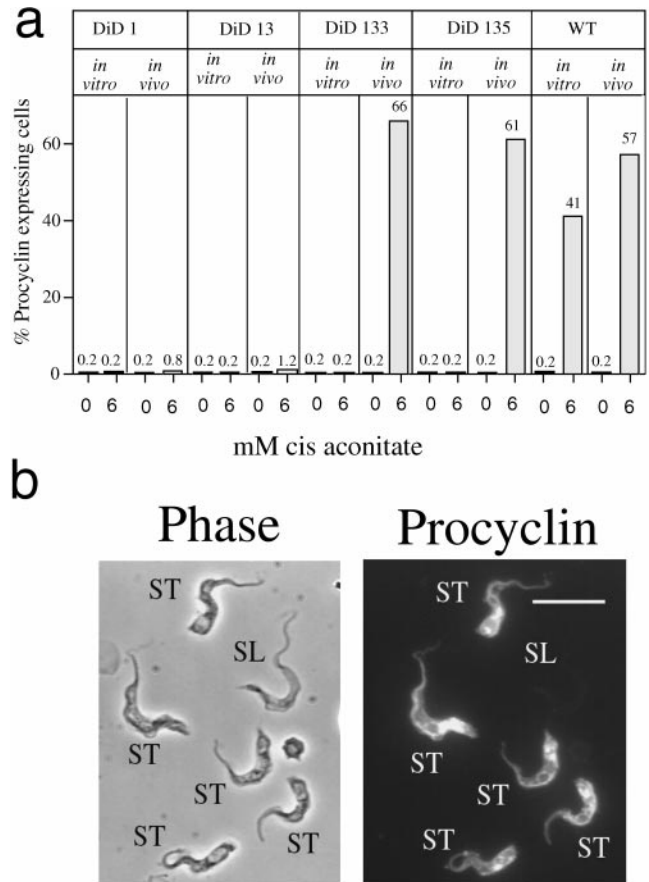 a
DiD 1 DiD 13 DiD 133 DiD 135 WT
in vitro in vivo in vitro in vivo in vitro in vivo in vitro in vivo in vitro in vivo
% Procyclin expressing cells
60
40
20
0
0.2 0.2 0.2 0.8 0.2 0.2 0.2 1.2 0.2 0.2 0.2 66 0.2 0.2 0.2 61 0.2 41 0.2 57
0 6 0 6 0 6 0 6 0 6 0 6 0 6 0 6 0 6 0 6
mM cis aconitate
b
Phase Procyclin
ST ST
SL SL
ST ST
ST ST
ST ST
ST ST